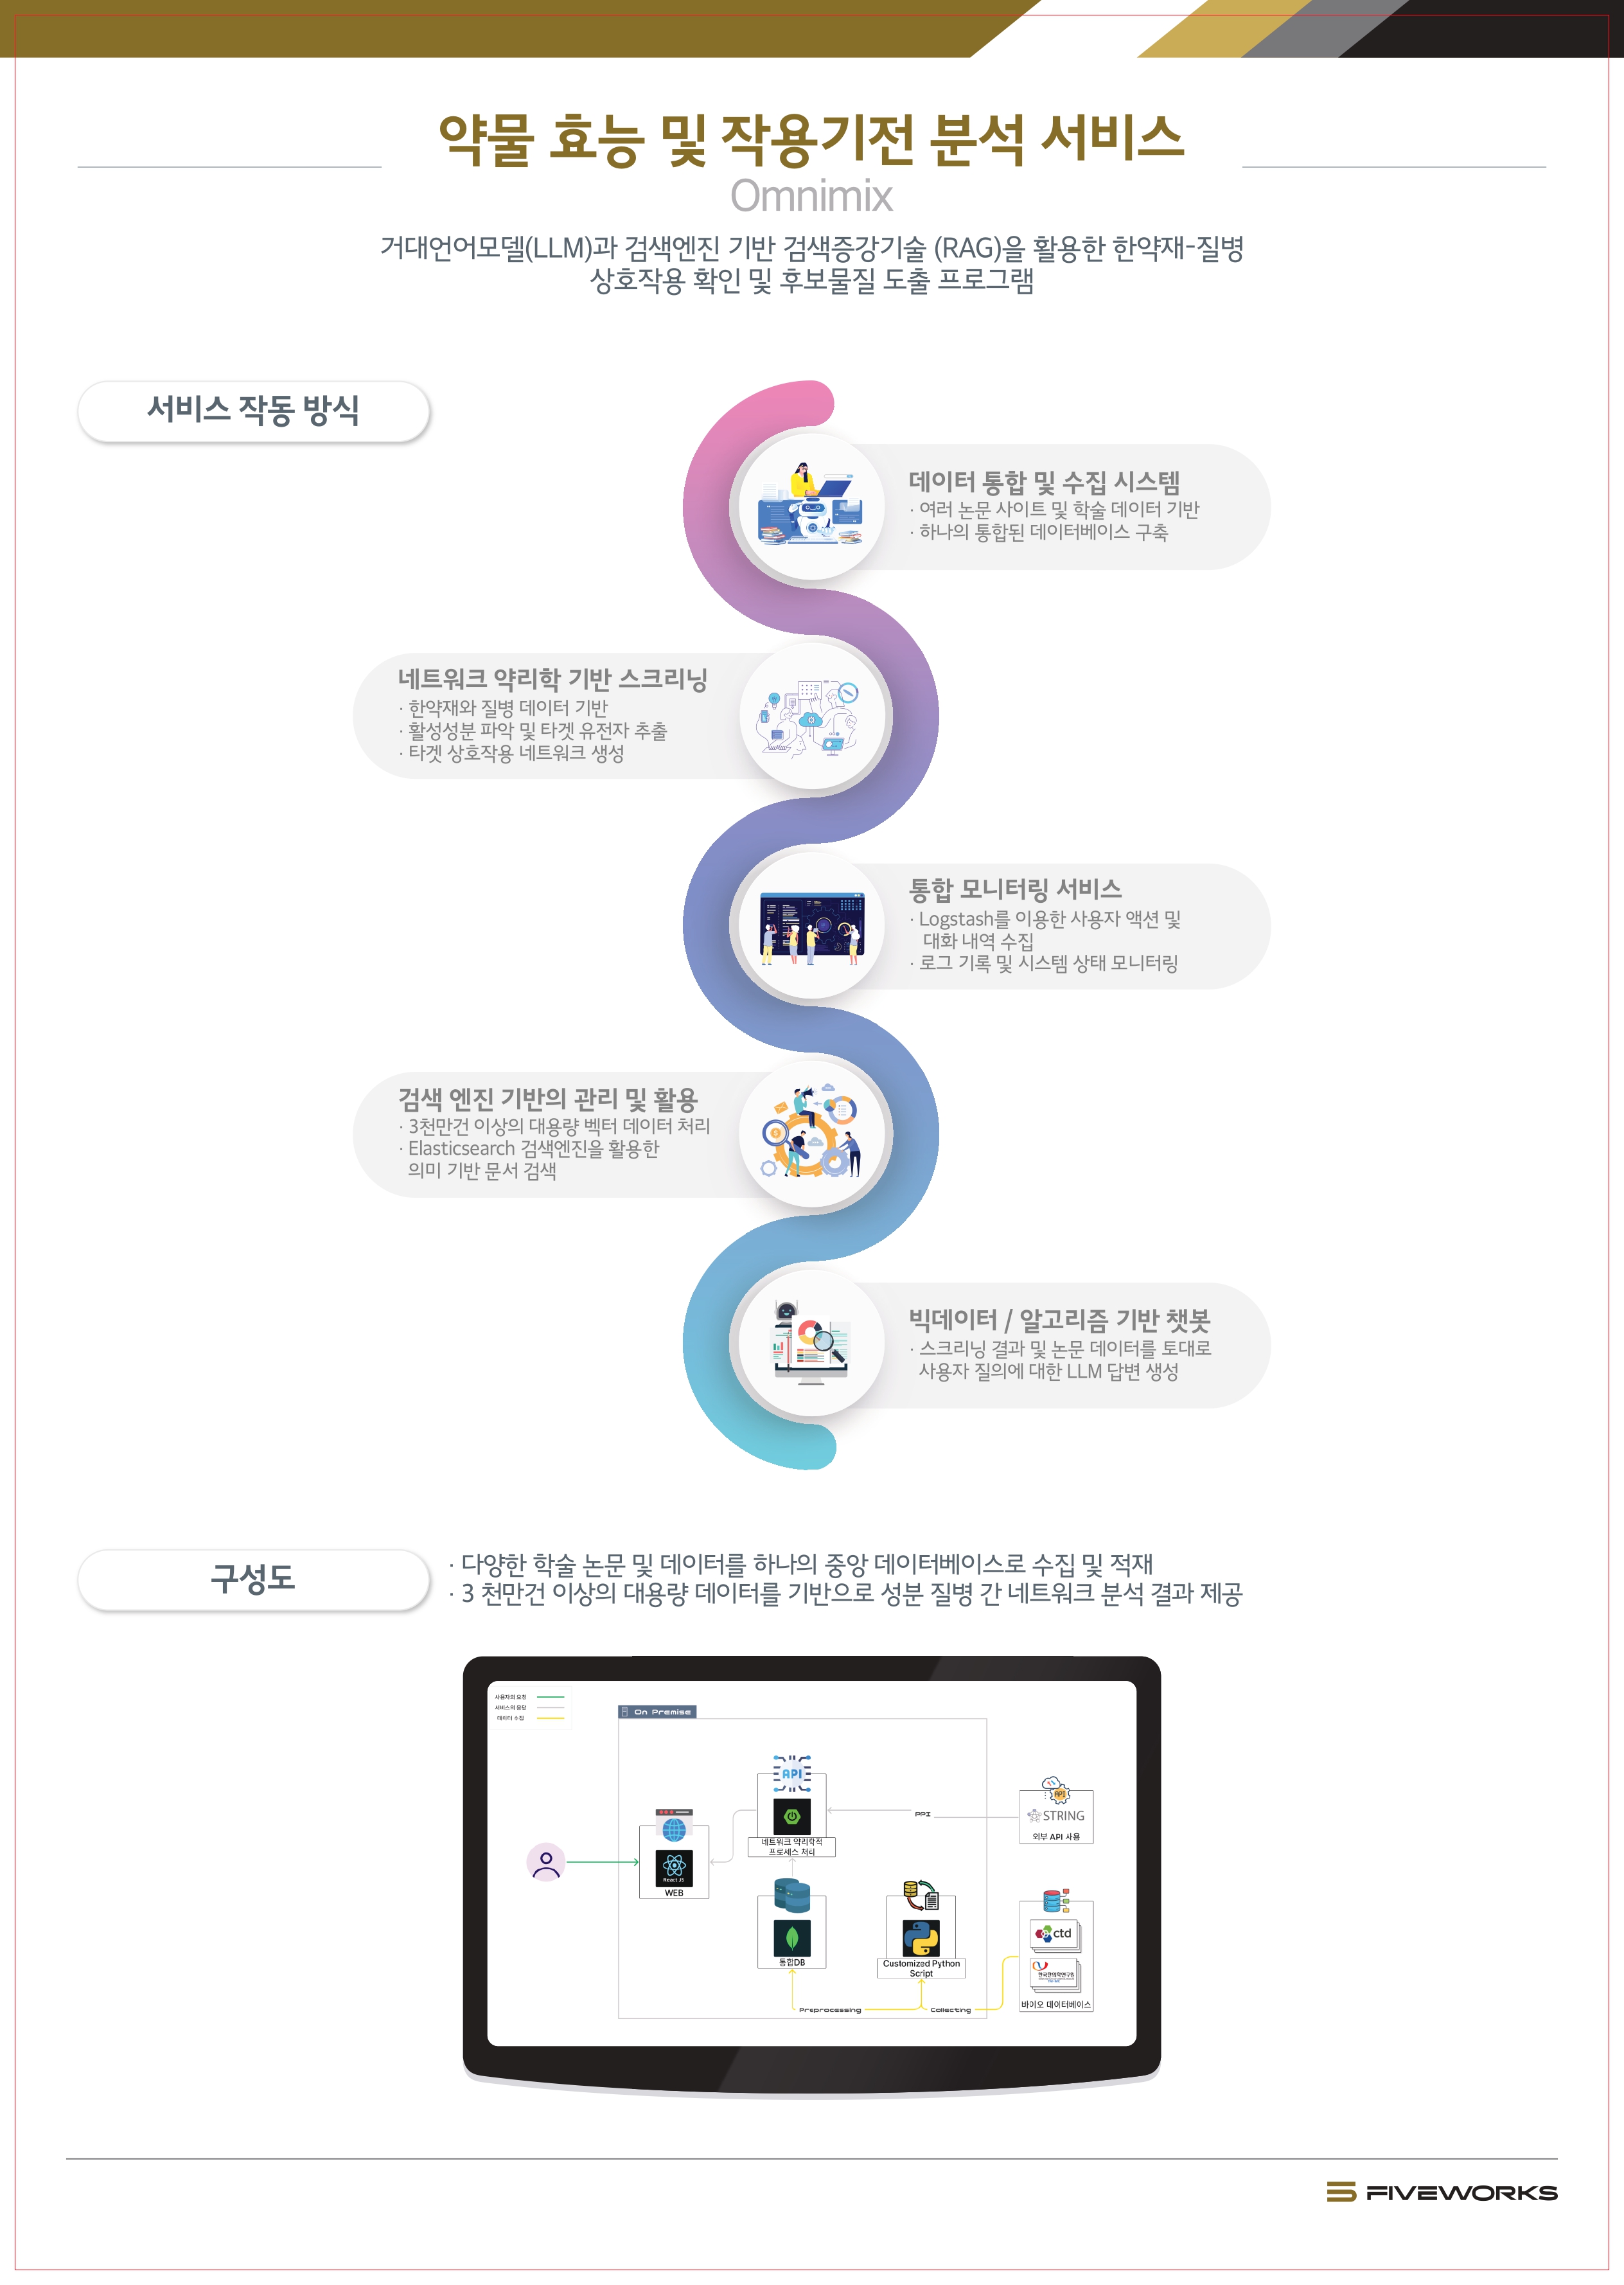 약물 효능 및 작용기전 분석 서비스
Omnimix
거대언어모델(LLM)과 검색엔진 기반 검색증강기술 (RAG)을 활용한 한약재-질병
상호작용 확인 및 후보물질 도출 프로그램
서비스 작동 방식
데이터 통합 및 수집 시스템
· 여러 논문 사이트 및 학술 데이터 기반
· 하나의 통합된 데이터베이스 구축
네트워크 약리학 기반 스크리닝
· 한약재와 질병 데이터 기반
· 활성성분 파악 및 타겟 유전자 추출
· 타겟 상호작용 네트워크 생성
통합 모니터링 서비스
· Logstash를 이용한 사용자 액션 및
대화 내역 수집
· 로그 기록 및 시스템 상태 모니터링
검색 엔진 기반의 관리 및 활용
· 3천만건 이상의 대용량 벡터 데이터 처리
· Elasticsearch 검색엔진을 활용한
의미 기반 문서 검색
빅데이터 / 알고리즘 기반 챗봇
· 스크리닝 결과 및 논문 데이터를 토대로
사용자 질의에 대한 LLM 답변 생성
구성도
· 다양한 학술 논문 및 데이터를 하나의 중앙 데이터베이스로 수집 및 적재
· 3 천만건 이상의 대용량 데이터를 기반으로 성분 질병 간 네트워크 분석 결과 제공
사용자의 요청
서비스의 응답
데이터 수집
On Premise
API
네트워크 약리학적
프로세스 처리
PPI
API
STRING
외부 API 사용
React JS
WEB
통합DB
Customized Python
Script
ctd
한국한의학연구원
바이오 데이터베이스
Preprocessing
Collecting
FIVEWORKS